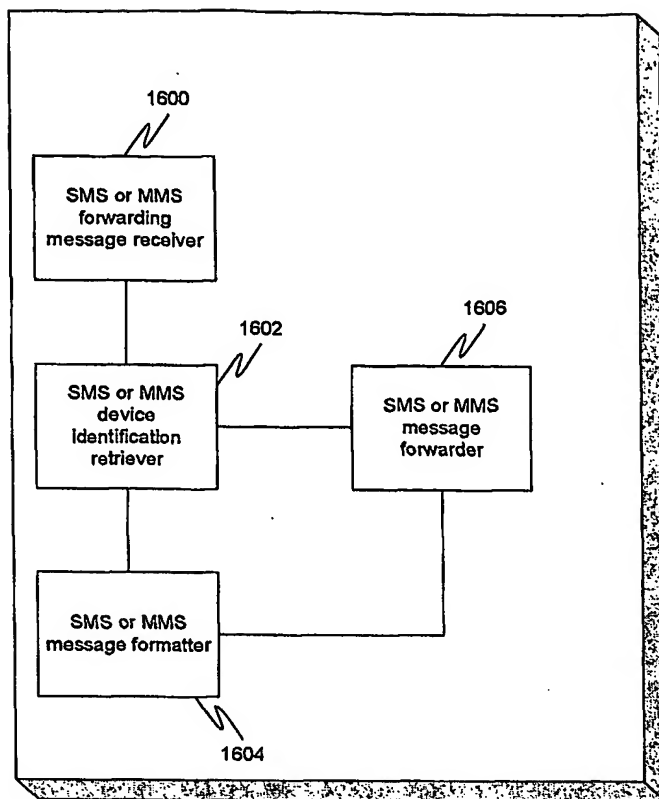 1600
SMS or MMS
forwarding
message receiver
1602
SMS or MMS
device
identification
retriever
1606
SMS or MMS
message
forwarder
SMS or MMS
message formatter
1604